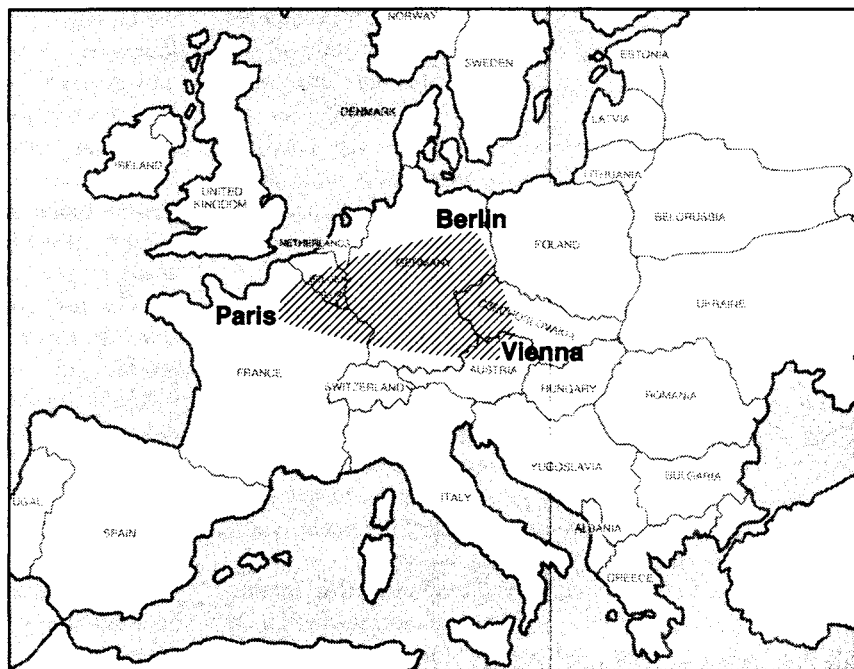 NORWAY
SWEDEN
ESTONIA
DENMARK
LATVIA
IRELAND
LITHUANIA
UNITED
KINGDOM
BELORUSSIA
Berlin
NETHERLANDS
POLAND
GERMANY
UKRAINE
Paris
Vienna
FRANCE
AUSTRIA
SWITZERLAND
HUNGARY
ROMANIA
YUGOSLAVIA
BULGARIA
ITALY
SPAIN
ALBANIA
GREECE